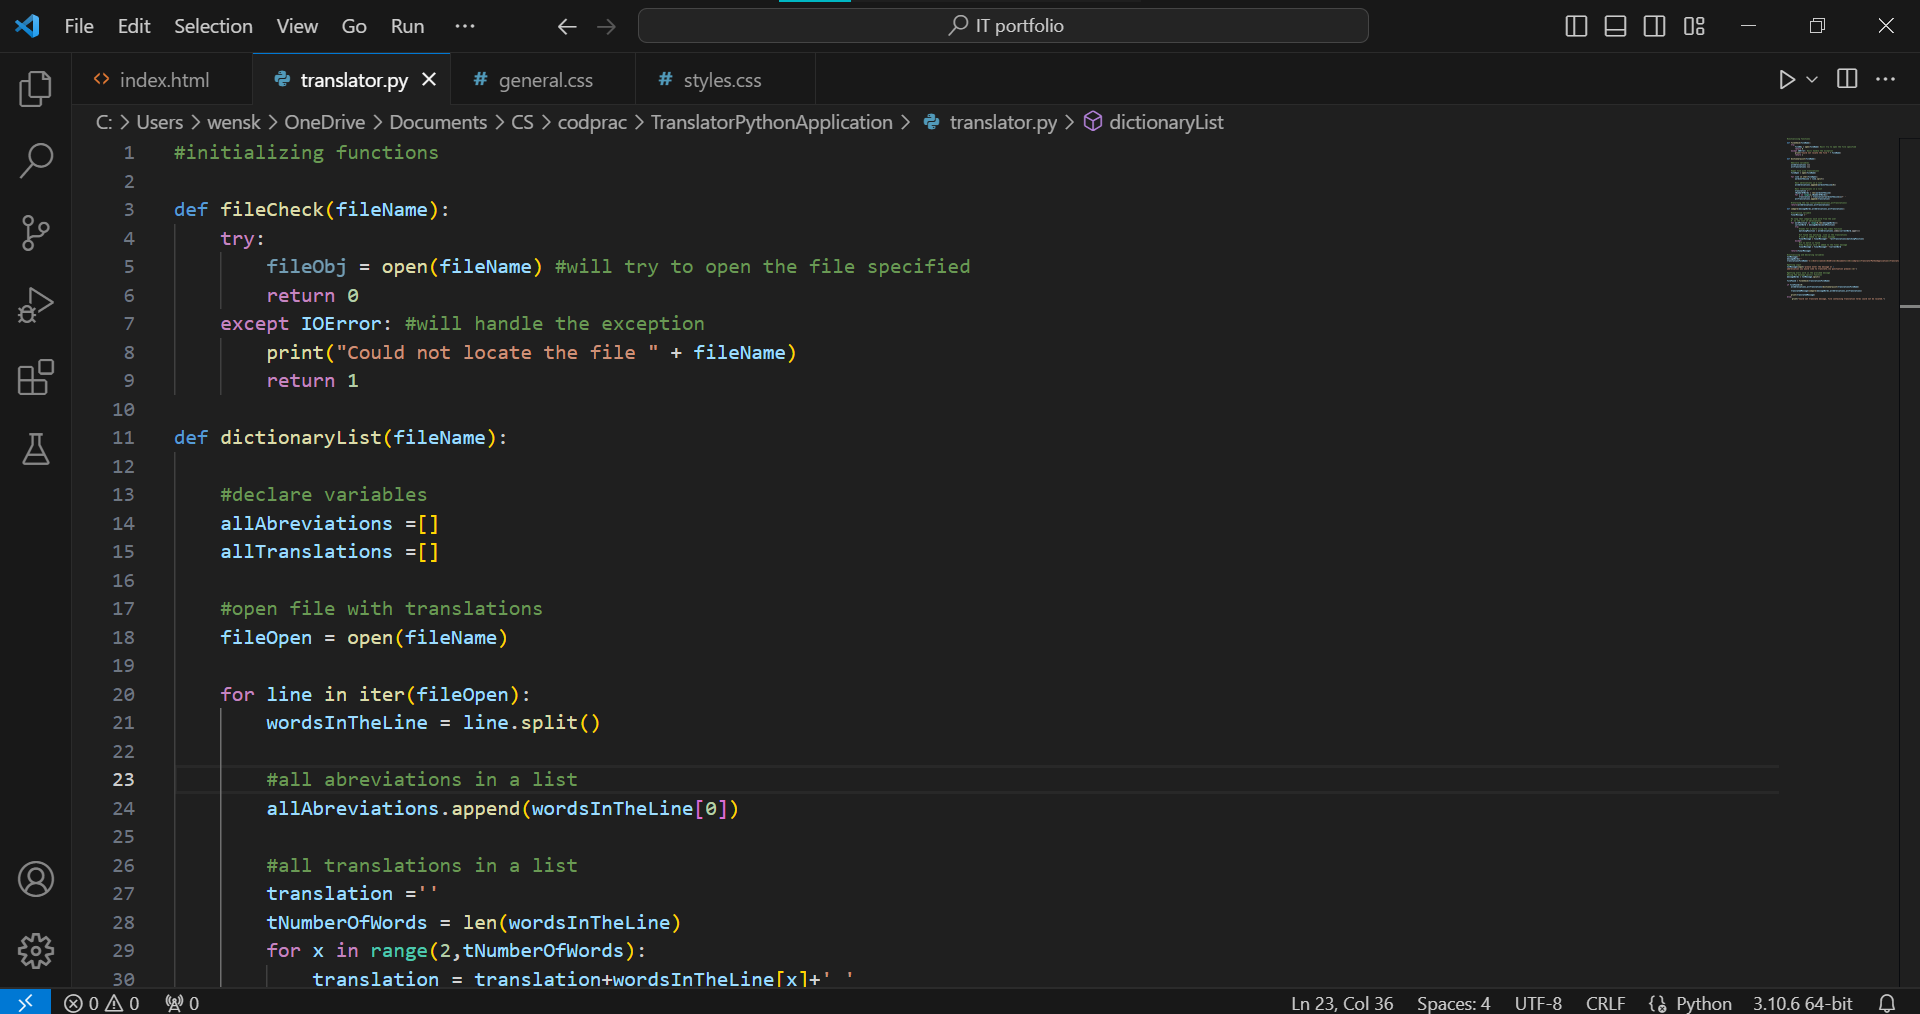 File Edit Selection View Go Run ··· IT portfolio
index.html translator.py general.css styles.css
C: > Users > wensk > OneDrive > Documents > CS > codprac > TranslatorPythonApplication > translator.py > dictionaryList
1 #initializing functions
2
3 def fileCheck(fileName):
4     try:
5         fileObj = open(fileName) #will try to open the file specified
6         return 0
7     except IOError: #will handle the exception
8         print("Could not locate the file " + fileName)
9         return 1
10
11 def dictionaryList(fileName):
12
13     #declare variables
14     allAbreviations =[]
15     allTranslations =[]
16
17     #open file with translations
18     fileOpen = open(fileName)
19
20     for line in iter(fileOpen):
21         wordsInTheLine = line.split()
22
23         #all abreviations in a list
24         allAbreviations.append(wordsInTheLine[0])
25
26         #all translations in a list
27         translation =''
28         tNumberOfWords = len(wordsInTheLine)
29         for x in range(2,tNumberOfWords):
30             translation = translation+wordsInTheLine[x]+' '
0 0 0 Ln 23, Col 36 Spaces: 4 UTF-8 CRLF Python 3.10.6 64-bit